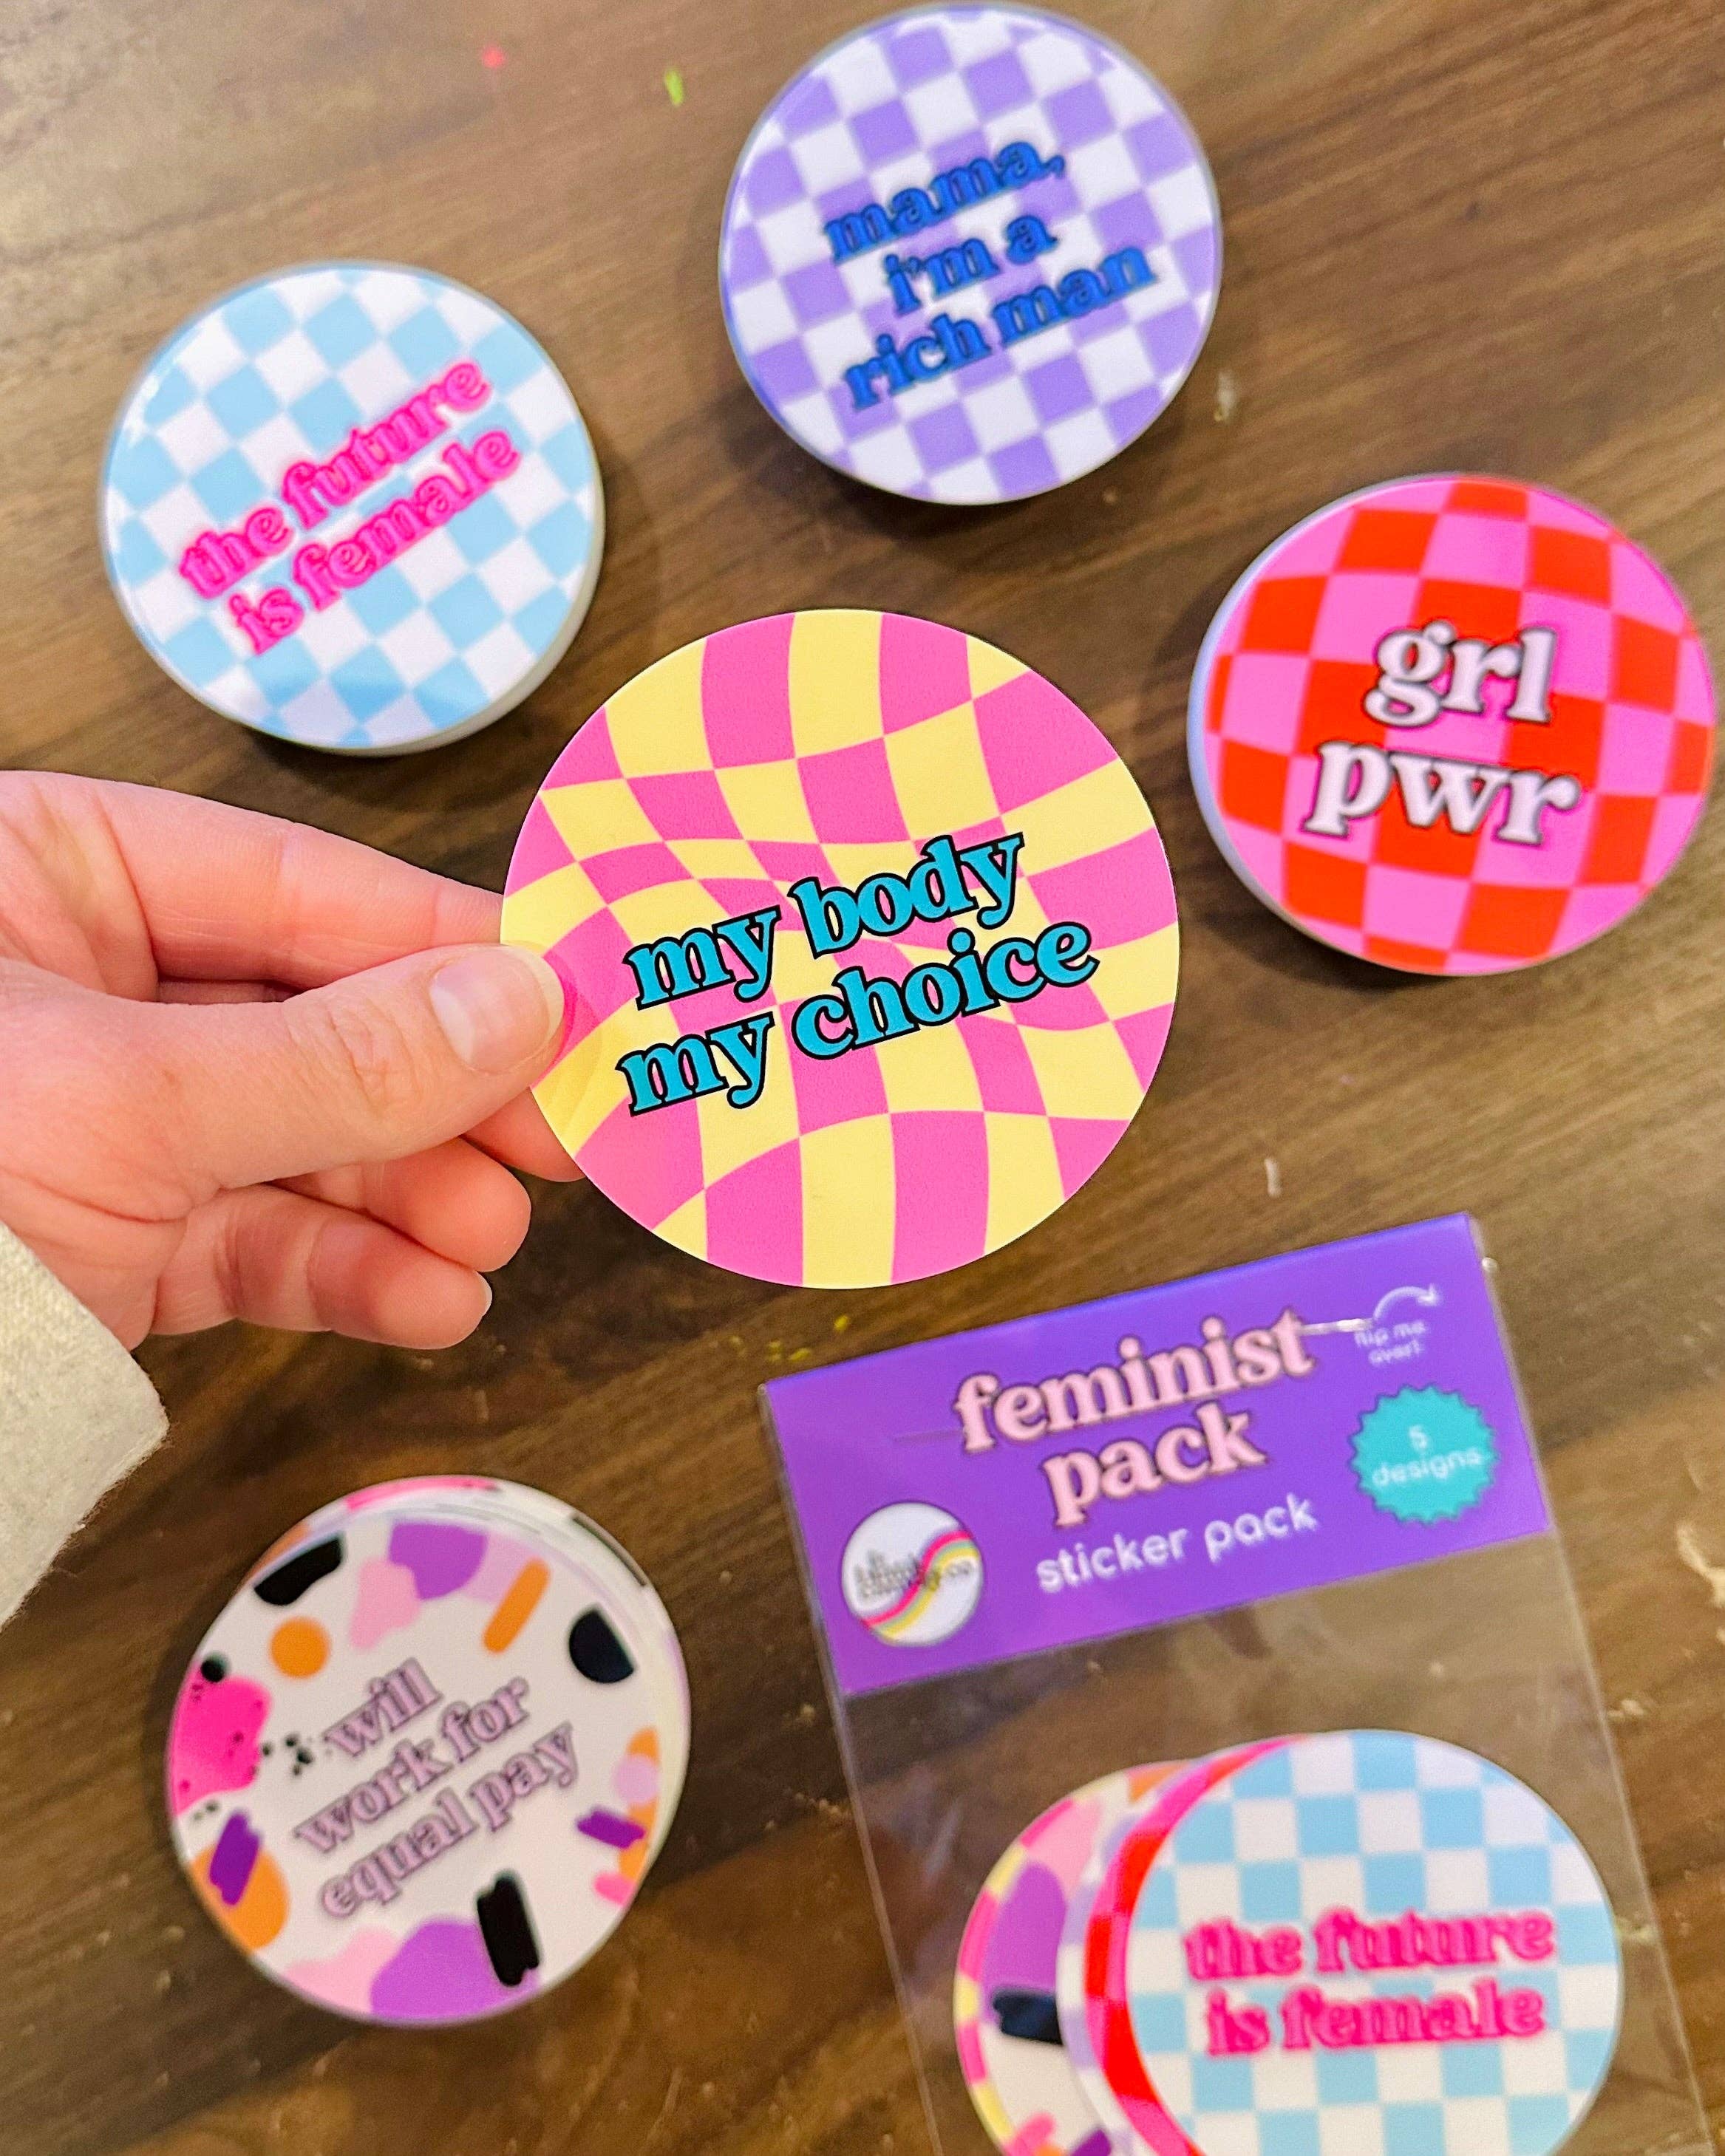 mama,
i'm a
rich man
the future
is female
grl
pwr
my body
my choice
feminist
pack
sticker pack
flip me
over!
5
designs
will
work for
equal pay
the future
is female